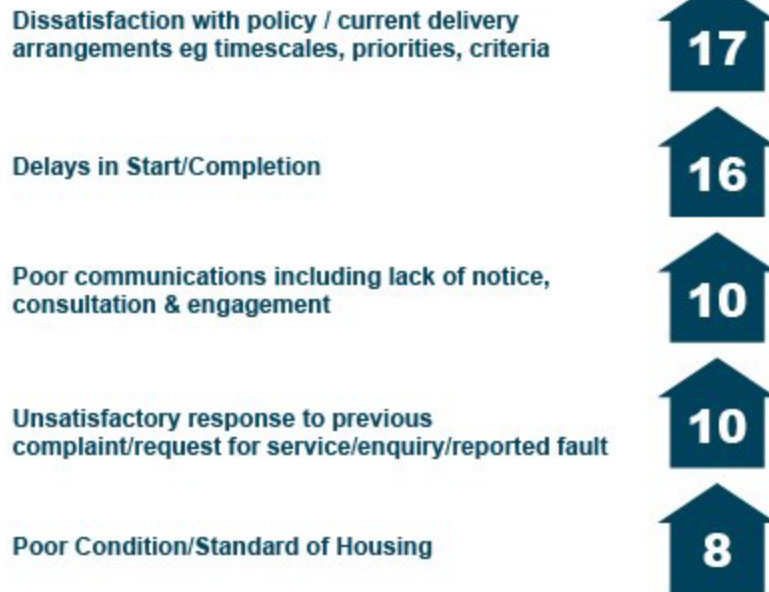 Dissatisfaction with policy / current delivery
arrangements eg timescales, priorities, criteria
17
Delays in Start/Completion
16
Poor communications including lack of notice,
consultation & engagement
10
Unsatisfactory response to previous
complaint/request for service/enquiry/reported fault
10
Poor Condition/Standard of Housing
8